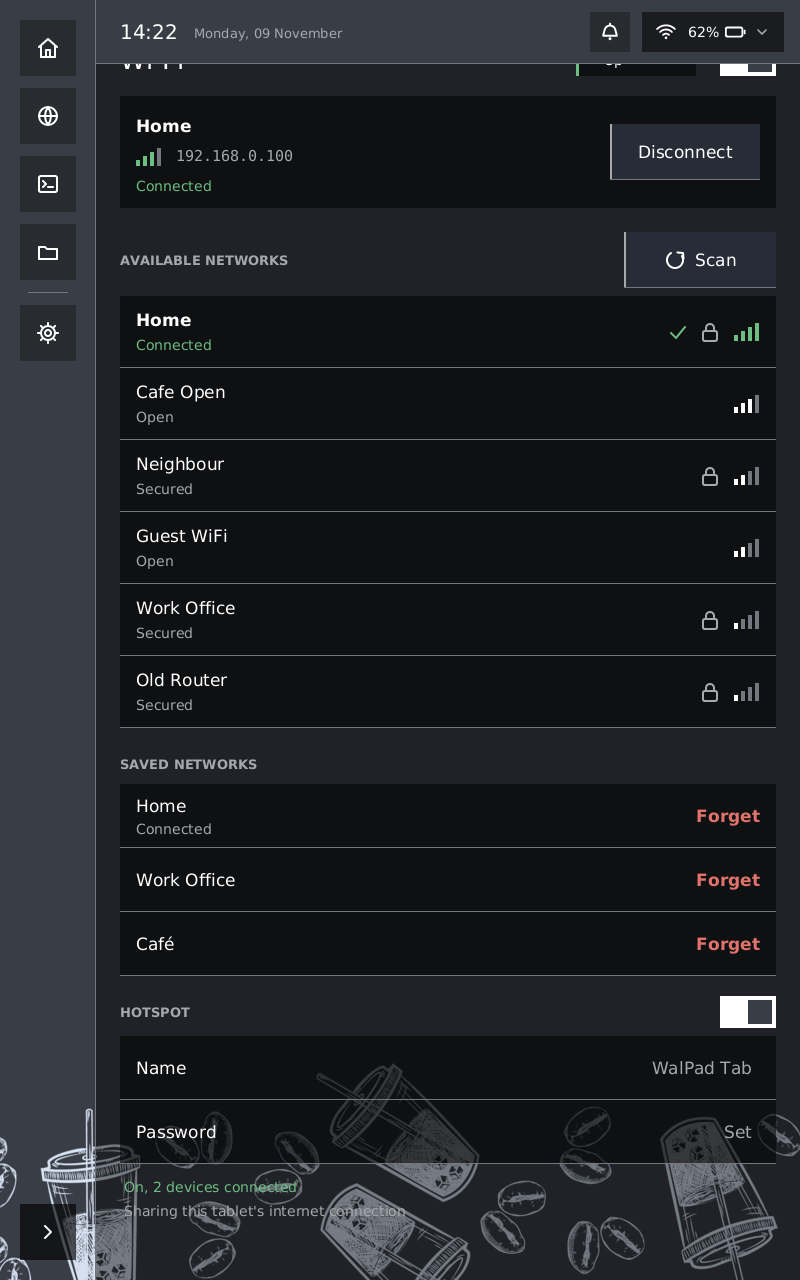 14:22 Monday, 09 November
62%
Home
192.168.0.100
Connected
Disconnect
AVAILABLE NETWORKS
Scan
Home
Connected
Cafe Open
Open
Neighbour
Secured
Guest WiFi
Open
Work Office
Secured
Old Router
Secured
SAVED NETWORKS
Home
Connected
Forget
Work Office
Forget
Café
Forget
HOTSPOT
Name
WalPad Tab
Password
Set
On, 2 devices connected
Sharing this tablet's internet connection